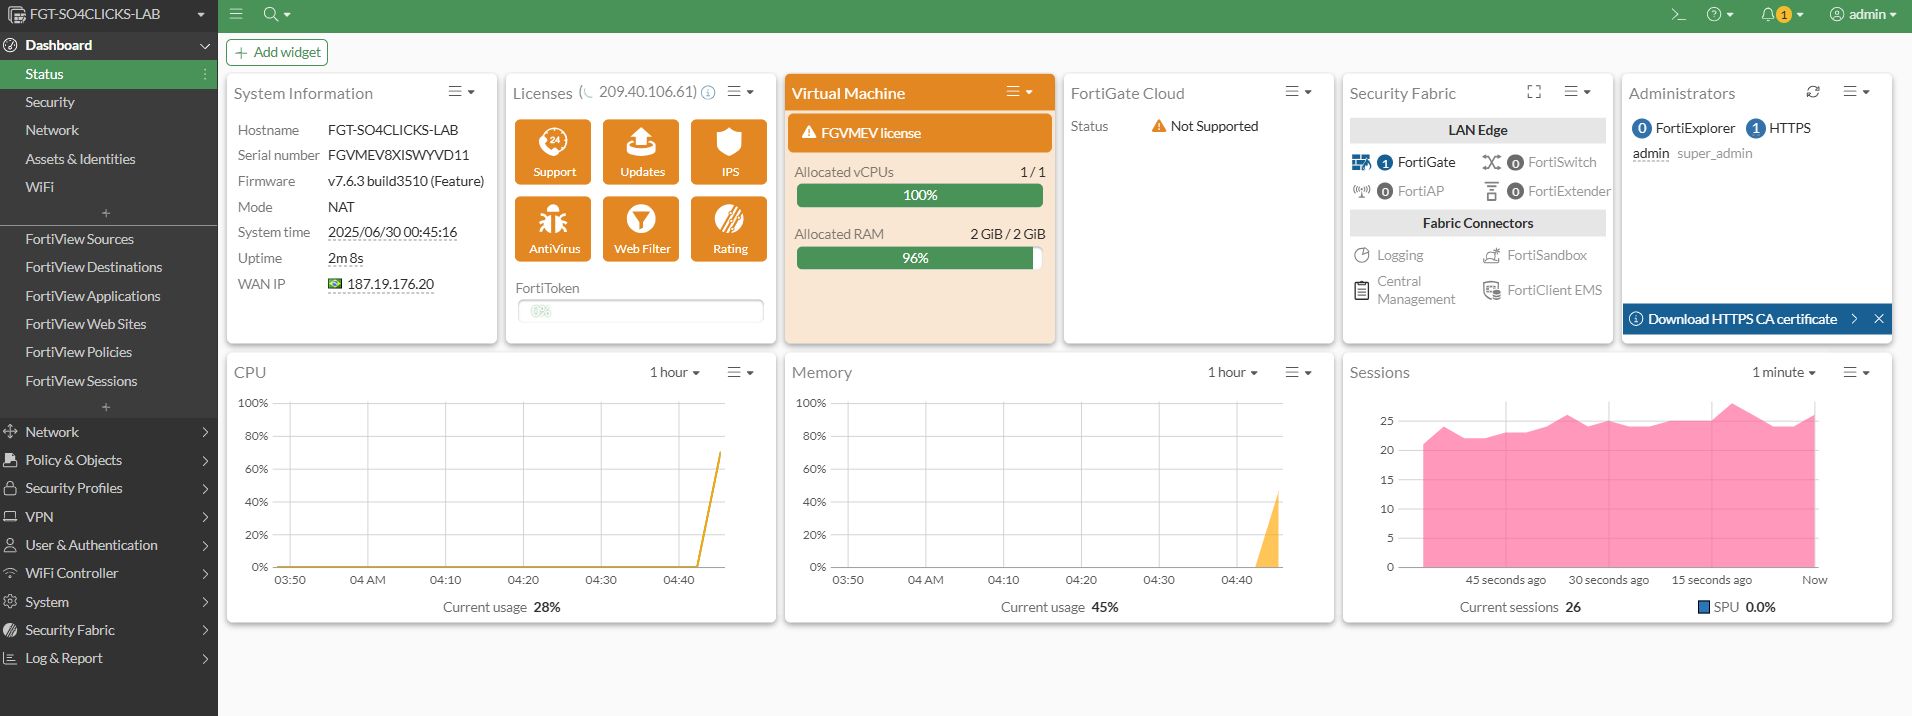 FGT-SO4CLICKS-LAB
1
admin
Dashboard
Status
Security
Network
Assets & Identities
WiFi
+
FortiView Sources
FortiView Destinations
FortiView Applications
FortiView Web Sites
FortiView Policies
FortiView Sessions
+
Network
Policy & Objects
Security Profiles
VPN
User & Authentication
WiFi Controller
System
Security Fabric
Log & Report
+ Add widget
System Information
Hostname FGT-SO4CLICKS-LAB
Serial number FGVMEV8XISWYVD11
Firmware v7.6.3 build3510 (Feature)
Mode NAT
System time 2025/06/30 00:45:16
Uptime 2m 8s
WAN IP 187.19.176.20
Licenses ( 209.40.106.61)
24
Support Updates IPS
AntiVirus Web Filter Rating
FortiToken
0%
Virtual Machine
FGVMEV license
Allocated vCPUs 1 / 1
100%
Allocated RAM 2 GiB / 2 GiB
96%
FortiGate Cloud
Status Not Supported
Security Fabric
LAN Edge
1 FortiGate 0 FortiSwitch
0 FortiAP 0 FortiExtender
Fabric Connectors
Logging FortiSandbox
Central
Management
FortiClient EMS
Administrators
0 FortiExplorer 1 HTTPS
admin super_admin
Download HTTPS CA certificate
CPU 1 hour
100%
80%
60%
40%
20%
0%
03:50 04 AM 04:10 04:20 04:30 04:40
Current usage 28%
Memory 1 hour
100%
80%
60%
40%
20%
0%
03:50 04 AM 04:10 04:20 04:30 04:40
Current usage 45%
Sessions 1 minute
25
20
15
10
5
0
45 seconds ago 30 seconds ago 15 seconds ago Now
Current sessions 26 SPU 0.0%